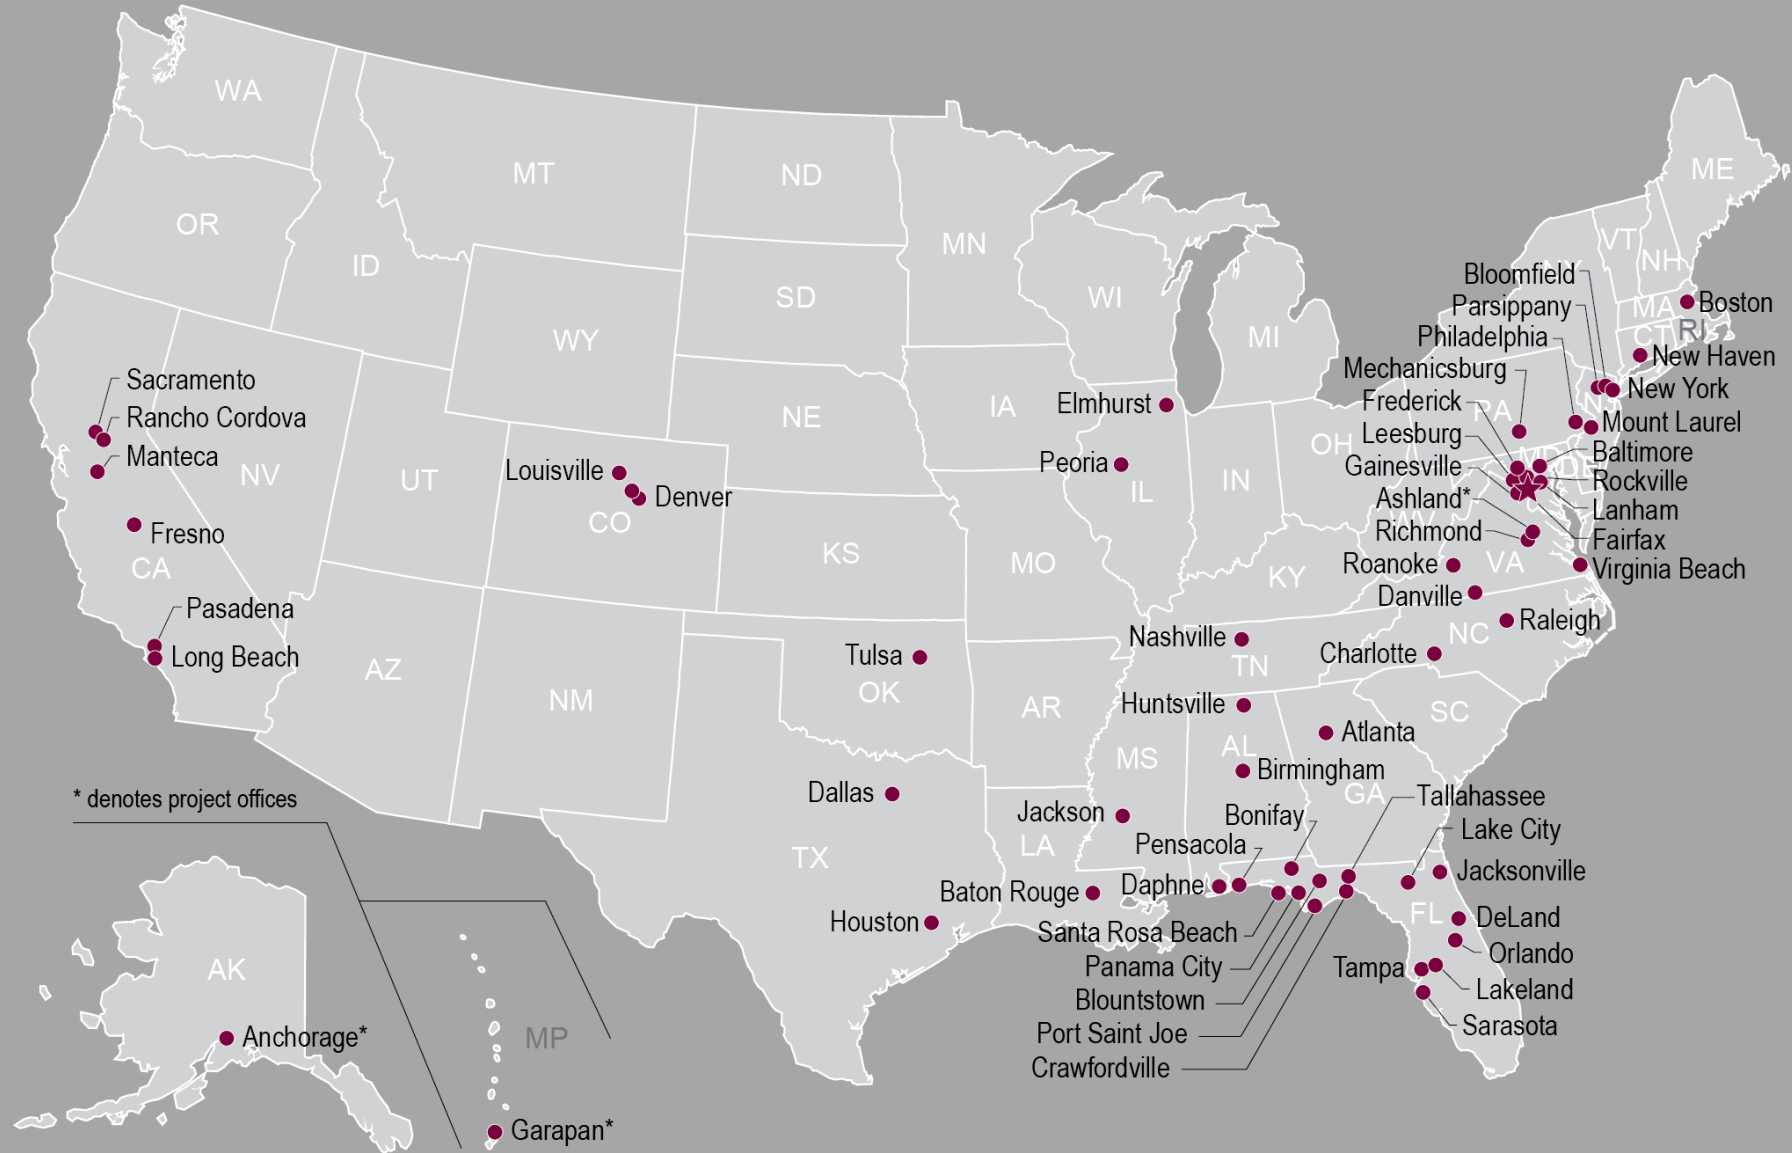 WA
OR
ID
MT
ND
MN
WI
MI
SD
WY
NE
IA
IL
IN
OH
PA
NY
VT
NH
ME
MA
CT
RI
NJ
MD
DE
WV
VA
KY
MO
KS
CO
UT
NV
CA
AZ
NM
OK
AR
TN
NC
SC
GA
AL
MS
LA
TX
FL
AK
MP
Sacramento
Rancho Cordova
Manteca
Fresno
Pasadena
Long Beach
Louisville
Denver
Elmhurst
Peoria
Tulsa
Dallas
Houston
Baton Rouge
Jackson
Nashville
Huntsville
Birmingham
Atlanta
Bonifay
Pensacola
Daphne
Santa Rosa Beach
Panama City
Blountstown
Port Saint Joe
Crawfordville
Tallahassee
Lake City
Jacksonville
DeLand
Orlando
Tampa
Lakeland
Sarasota
Bloomfield
Parsippany
Philadelphia
Mechanicsburg
Frederick
Leesburg
Gainesville
Ashland*
Richmond
Roanoke
Danville
Charlotte
Raleigh
Boston
New Haven
New York
Mount Laurel
Baltimore
Rockville
Lanham
Fairfax
Virginia Beach
* denotes project offices
Anchorage*
Garapan*